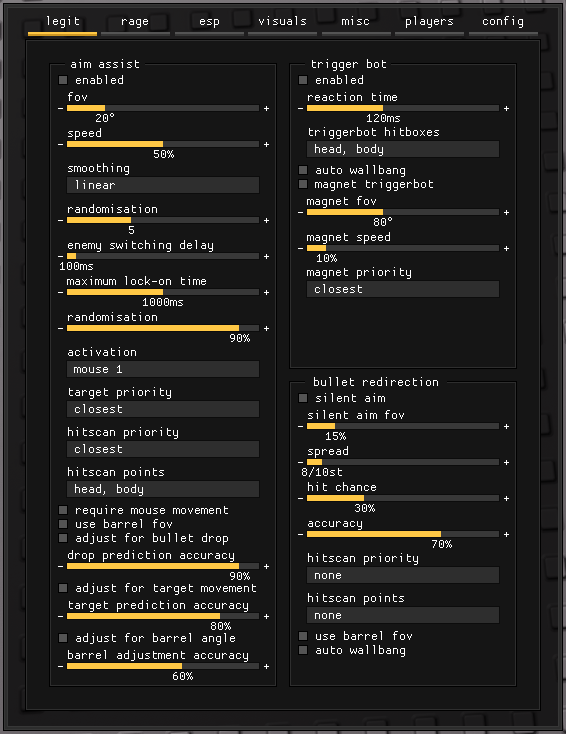 legit rage esp visuals misc players config
aim assist
enabled
fov
- +
20°
speed
- +
50%
smoothing
linear
randomisation
- +
5
enemy switching delay
- +
100ms
maximum lock-on time
- +
1000ms
randomisation
- +
90%
activation
mouse 1
target priority
closest
hitscan priority
closest
hitscan points
head, body
require mouse movement
use barrel fov
adjust for bullet drop
drop prediction accuracy
- +
90%
adjust for target movement
target prediction accuracy
- +
80%
adjust for barrel angle
barrel adjustment accuracy
- +
60%
trigger bot
enabled
reaction time
- +
120ms
triggerbot hitboxes
head, body
auto wallbang
magnet triggerbot
magnet fov
- +
80°
magnet speed
- +
10%
magnet priority
closest
bullet redirection
silent aim
silent aim fov
- +
15%
spread
- +
8/10st
hit chance
- +
30%
accuracy
- +
70%
hitscan priority
none
hitscan points
none
use barrel fov
auto wallbang